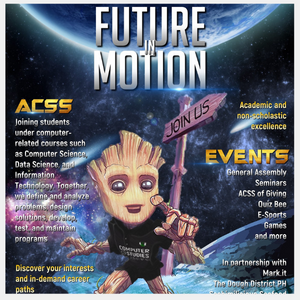 FUTURE
IN
MOTION
JOIN US
ACSS
Joining students
under computer-
related courses such
as Computer Science,
Data Science, and
Information
Technology. Together,
we define and analyze
problems, design
solutions, develop,
test, and maintain
programs
Discover your interests
and in-demand career
paths
COMPUTER
STUDIES
Academic and
non-scholastic
excellence
EVENTS
General Assembly
Seminars
ACSS of Giving
Quiz Bee
E-Sports
Games
and more
In partnership with
Mark.it
The Dough District PH